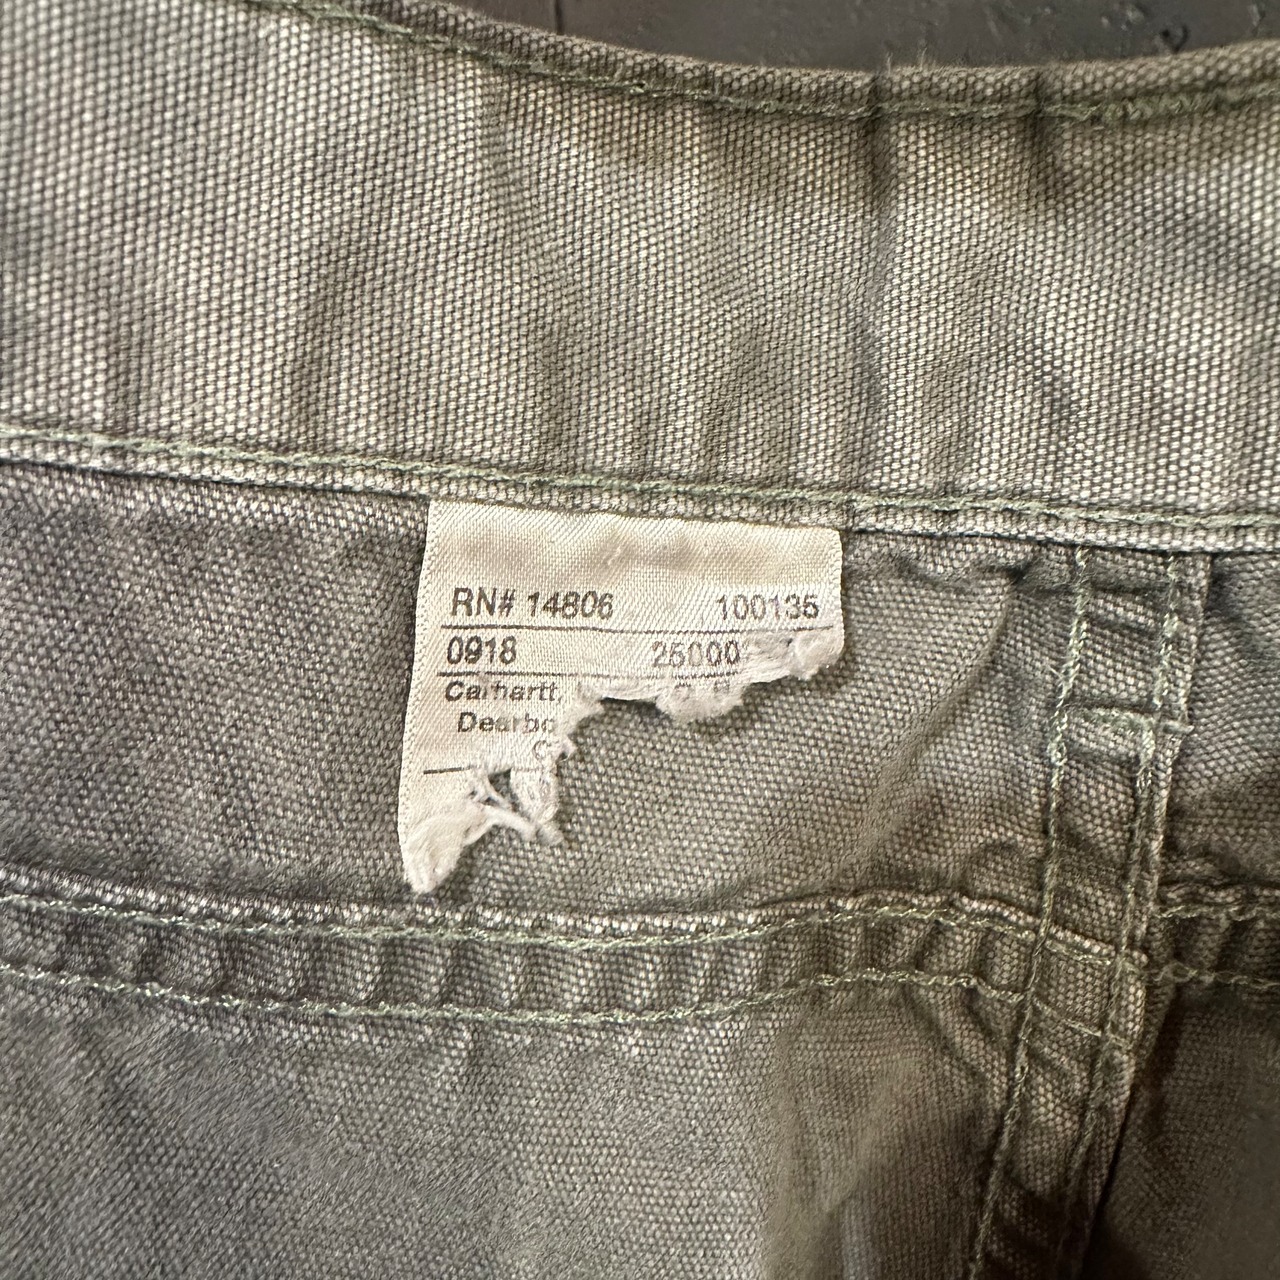 RN# 14806 100135
0918 25000
Carhartt,
Dearbo
C